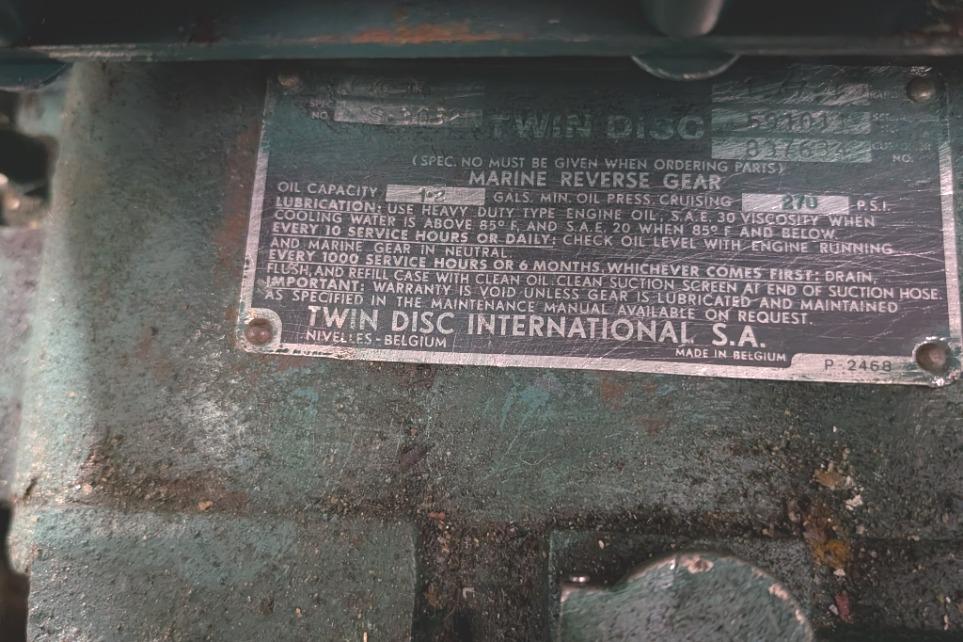 NO.
TWIN DISC
CUSTOMER
NO.
(SPEC. NO MUST BE GIVEN WHEN ORDERING PARTS)
MARINE REVERSE GEAR
OIL CAPACITY GALS. MIN. OIL PRESS. CRUISING 270 P.S.I.
LUBRICATION: USE HEAVY DUTY TYPE ENGINE OIL, S.A.E. 30 VISCOSITY WHEN
COOLING WATER IS ABOVE 85° F, AND S.A.E. 20 WHEN 85° F AND BELOW.
EVERY 10 SERVICE HOURS OR DAILY: CHECK OIL LEVEL WITH ENGINE RUNNING
AND MARINE GEAR IN NEUTRAL.
EVERY 1000 SERVICE HOURS OR 6 MONTHS, WHICHEVER COMES FIRST: DRAIN,
FLUSH, AND REFILL CASE WITH CLEAN OIL. CLEAN SUCTION SCREEN AT END OF SUCTION HOSE.
IMPORTANT: WARRANTY IS VOID UNLESS GEAR IS LUBRICATED AND MAINTAINED
AS SPECIFIED IN THE MAINTENANCE MANUAL AVAILABLE ON REQUEST.
TWIN DISC INTERNATIONAL S.A.
NIVELLES - BELGIUM
MADE IN BELGIUM
P - 2468